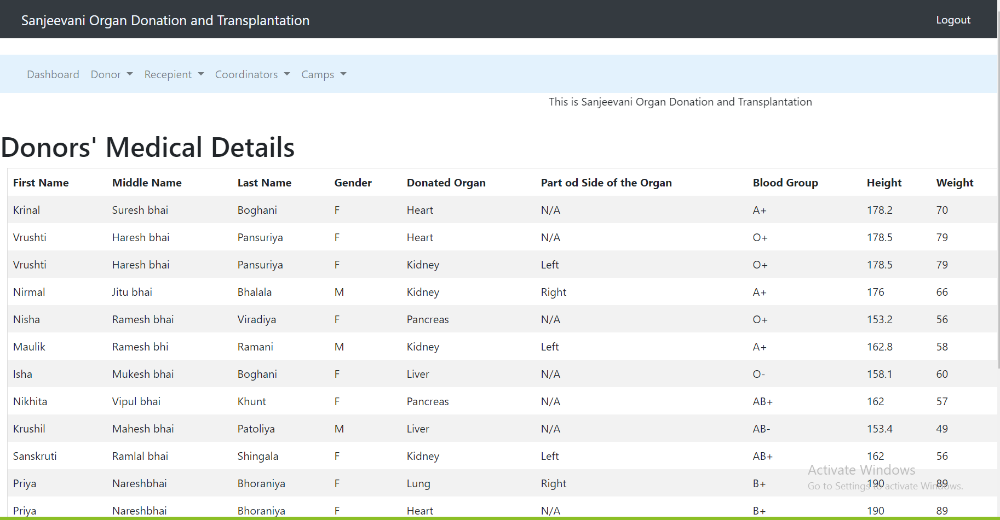 Sanjeevani Organ Donation and Transplantation Logout
Dashboard Donor Recepient Coordinators Camps
This is Sanjeevani Organ Donation and Transplantation
Donors' Medical Details
First Name Middle Name Last Name Gender Donated Organ Part od Side of the Organ Blood Group Height Weight
Krinal Suresh bhai Boghani F Heart N/A A+ 178.2 70
Vrushti Haresh bhai Pansuriya F Heart N/A O+ 178.5 79
Vrushti Haresh bhai Pansuriya F Kidney Left O+ 178.5 79
Nirmal Jitu bhai Bhalala M Kidney Right A+ 176 66
Nisha Ramesh bhai Viradiya F Pancreas N/A O+ 153.2 56
Maulik Ramesh bhi Ramani M Kidney Left A+ 162.8 58
Isha Mukesh bhai Boghani F Liver N/A O- 158.1 60
Nikhita Vipul bhai Khunt F Pancreas N/A AB+ 162 57
Krushil Mahesh bhai Patoliya M Liver N/A AB- 153.4 49
Sanskruti Ramlal bhai Shingala F Kidney Left AB+ 162 56
Activate Windows
Priya Nareshbhai Bhoraniya F Lung Right B+ 190 89
Go to Settings to activate Windows.
Priya Nareshbhai Bhoraniya F Heart N/A B+ 190 89